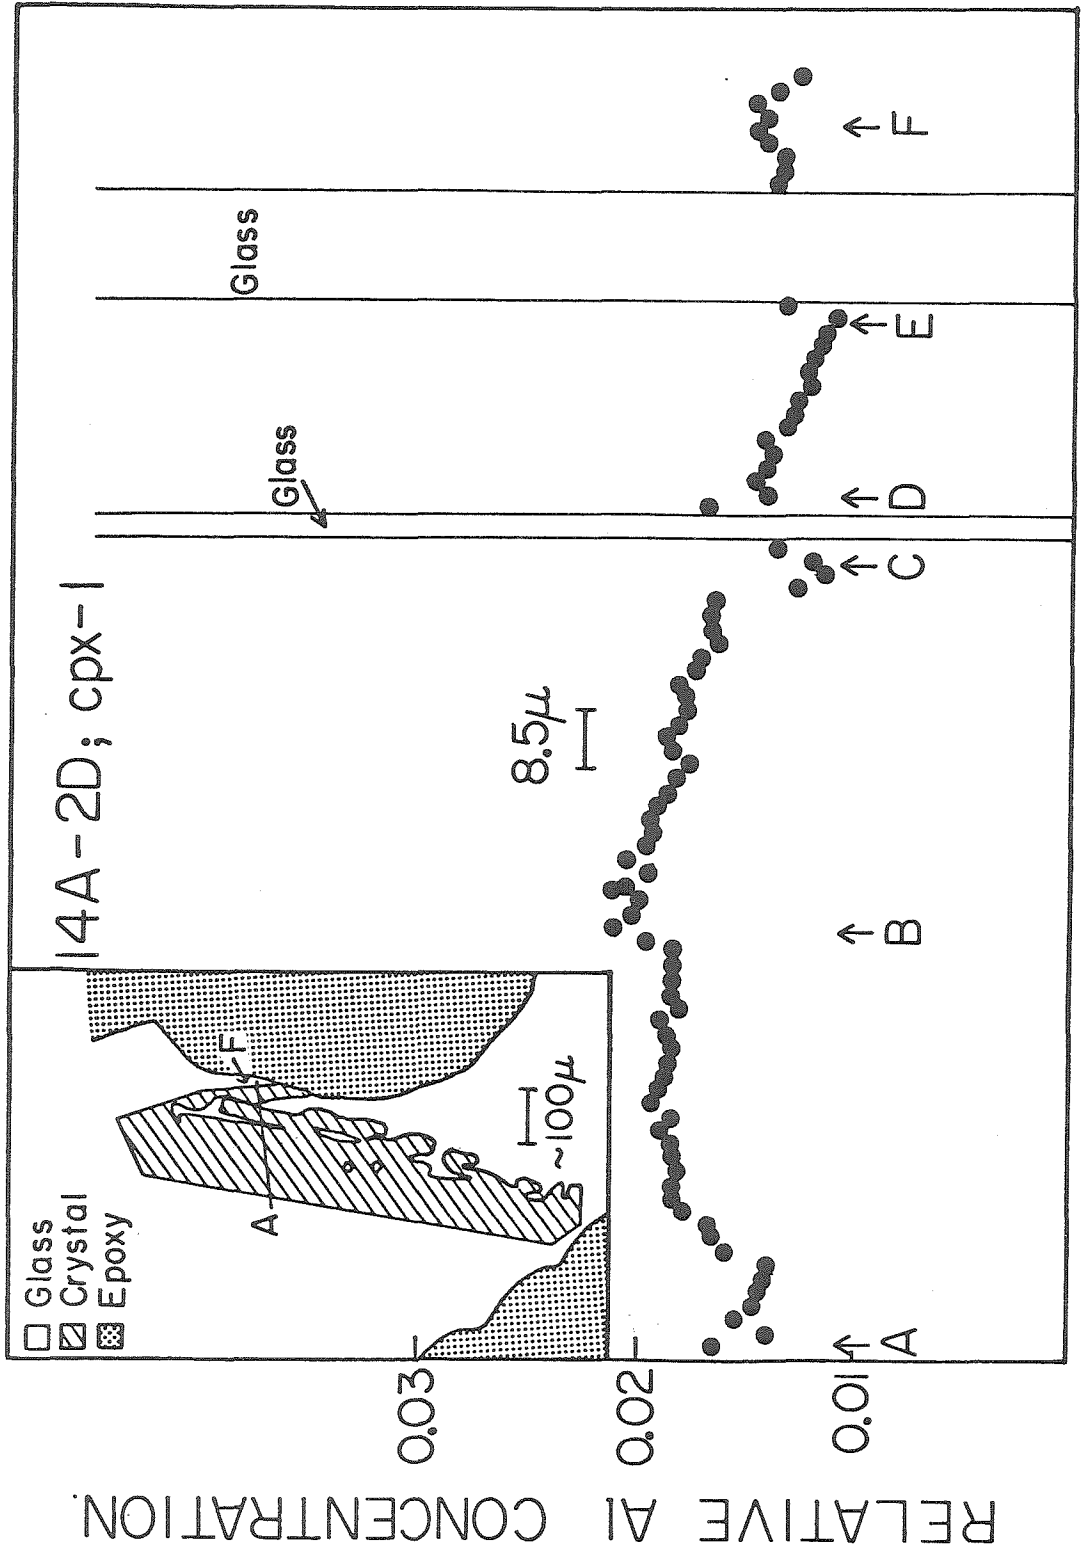 14A-2D; cpx-1
Glass
Crystal
Epoxy
A
F
~100μ
8.5μ
Glass
Glass
0.03
0.02
0.01
A
B
C
D
E
F
RELATIVE Al CONCENTRATION.